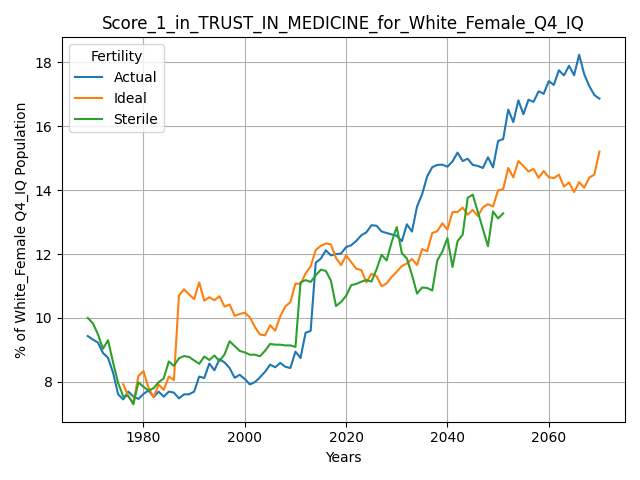 Score_1_in_TRUST_IN_MEDICINE_for_White_Female_Q4_IQ
Fertility
Actual
Ideal
Sterile
% of White_Female Q4_IQ Population
18
16
14
12
10
8
1980 2000 2020 2040 2060
Years